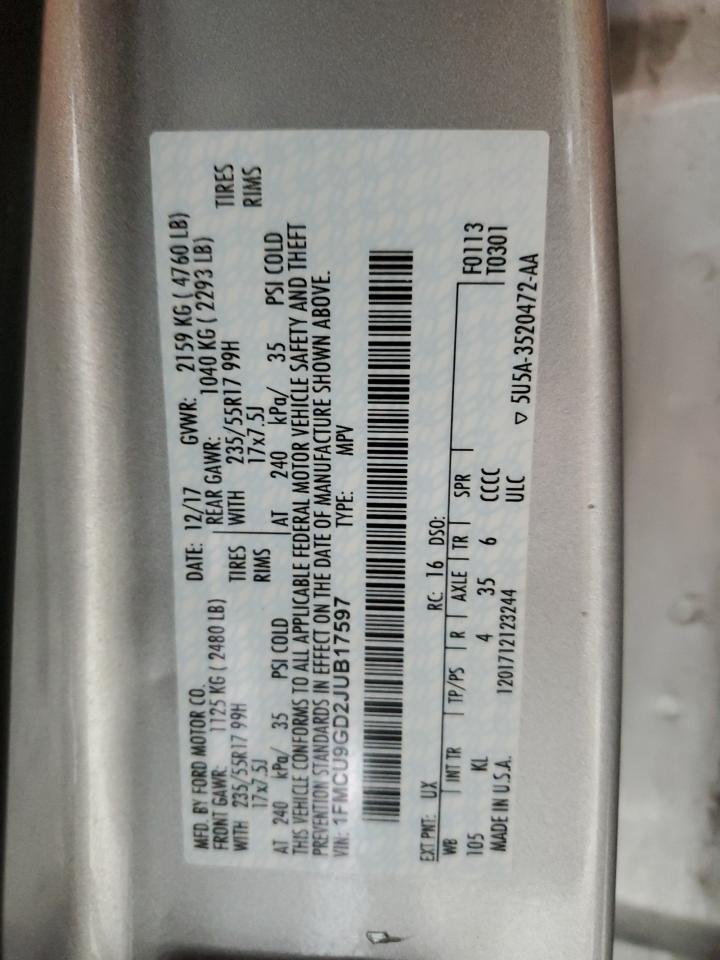 MFD. BY FORD MOTOR CO. DATE: 12/17 GVWR: 2159 KG ( 4760 LB)
FRONT GAWR: 1125 KG ( 2480 LB) REAR GAWR: 1040 KG ( 2293 LB)
WITH 235/55R17 99H TIRES WITH 235/55R17 99H TIRES
17x7.5J RIMS 17x7.5J RIMS
AT 240 kPa/ 35 PSI COLD AT 240 kPa/ 35 PSI COLD
THIS VEHICLE CONFORMS TO ALL APPLICABLE FEDERAL MOTOR VEHICLE SAFETY AND THEFT
PREVENTION STANDARDS IN EFFECT ON THE DATE OF MANUFACTURE SHOWN ABOVE.
VIN: 1FMCU9GD2JUB17597 TYPE: MPV
EXT PNT: UX RC: 16 DSO:
WB INT TR TP/PS R AXLE TR SPR F0113
105 KL 4 35 6 CCCC T0301
MADE IN U.S.A. 1201712123244 ULC
▽ 5U5A-3520472-AA